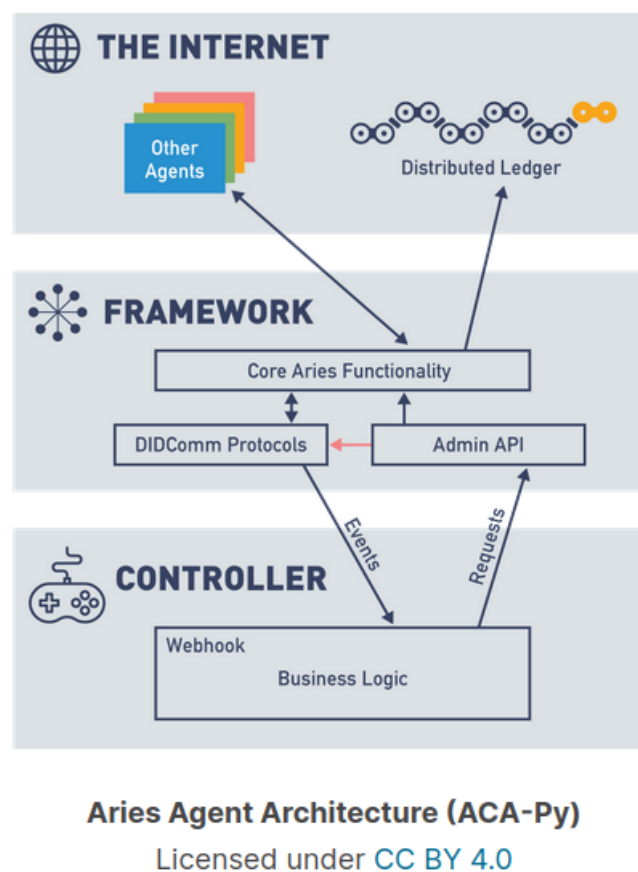 THE INTERNET
Other
Agents
Distributed Ledger
FRAMEWORK
Core Aries Functionality
DIDComm Protocols
Admin API
Events
Requests
CONTROLLER
Webhook
Business Logic
Aries Agent Architecture (ACA-Py)
Licensed under CC BY 4.0